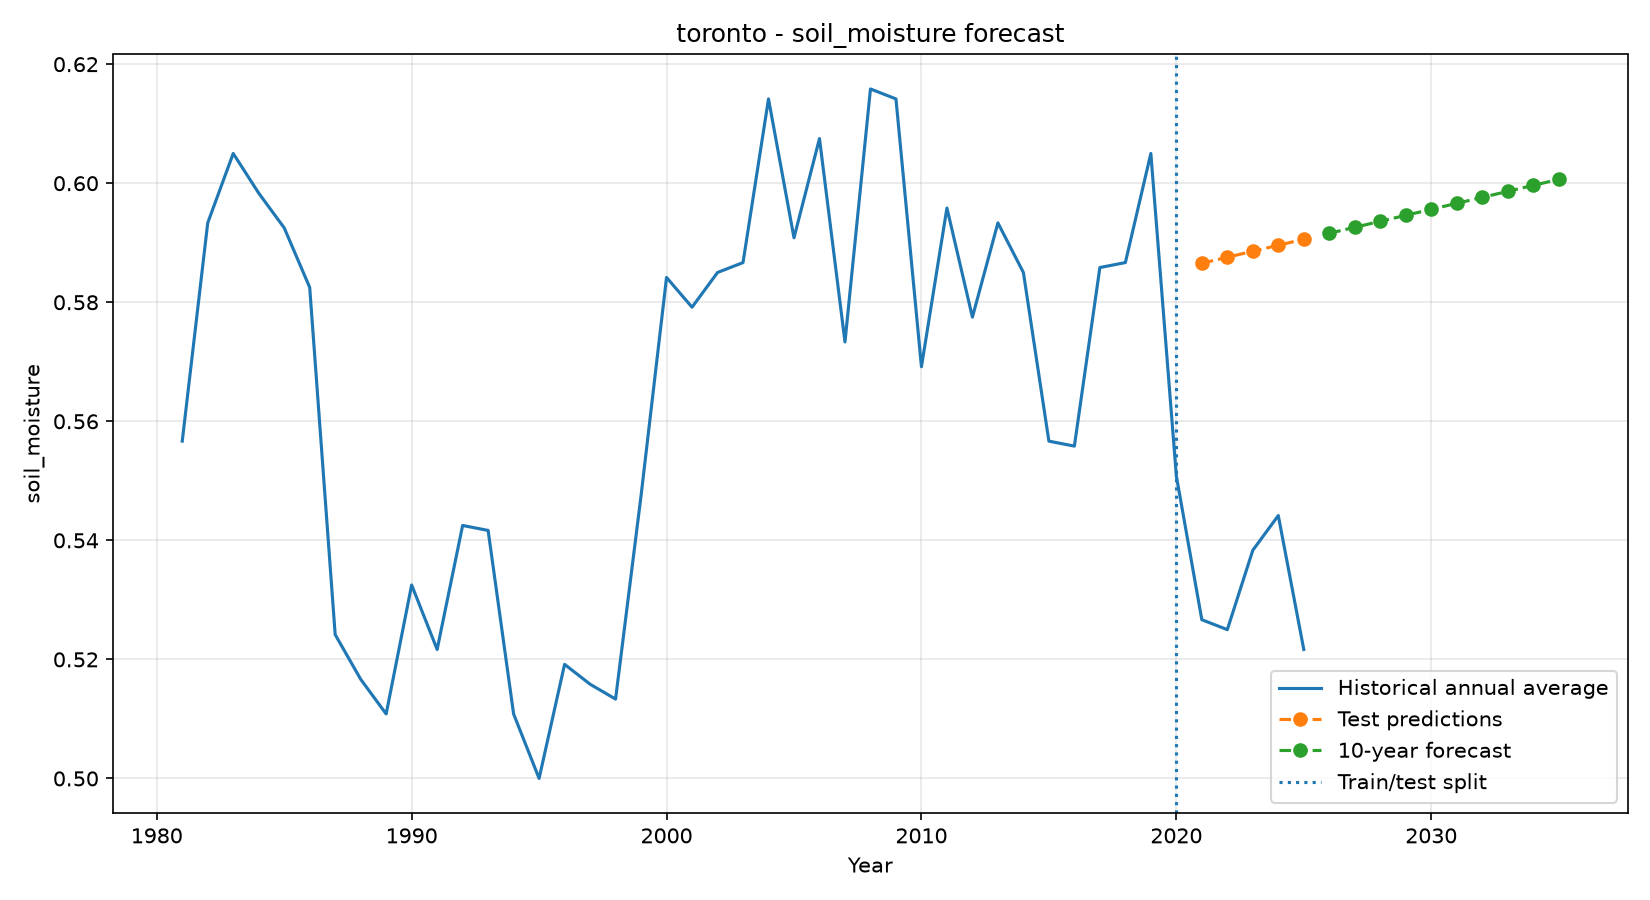 toronto - soil_moisture forecast
0.62
0.60
0.58
0.56
0.54
0.52
0.50
soil_moisture
1980
1990
2000
2010
2020
2030
Year
Historical annual average
Test predictions
10-year forecast
Train/test split